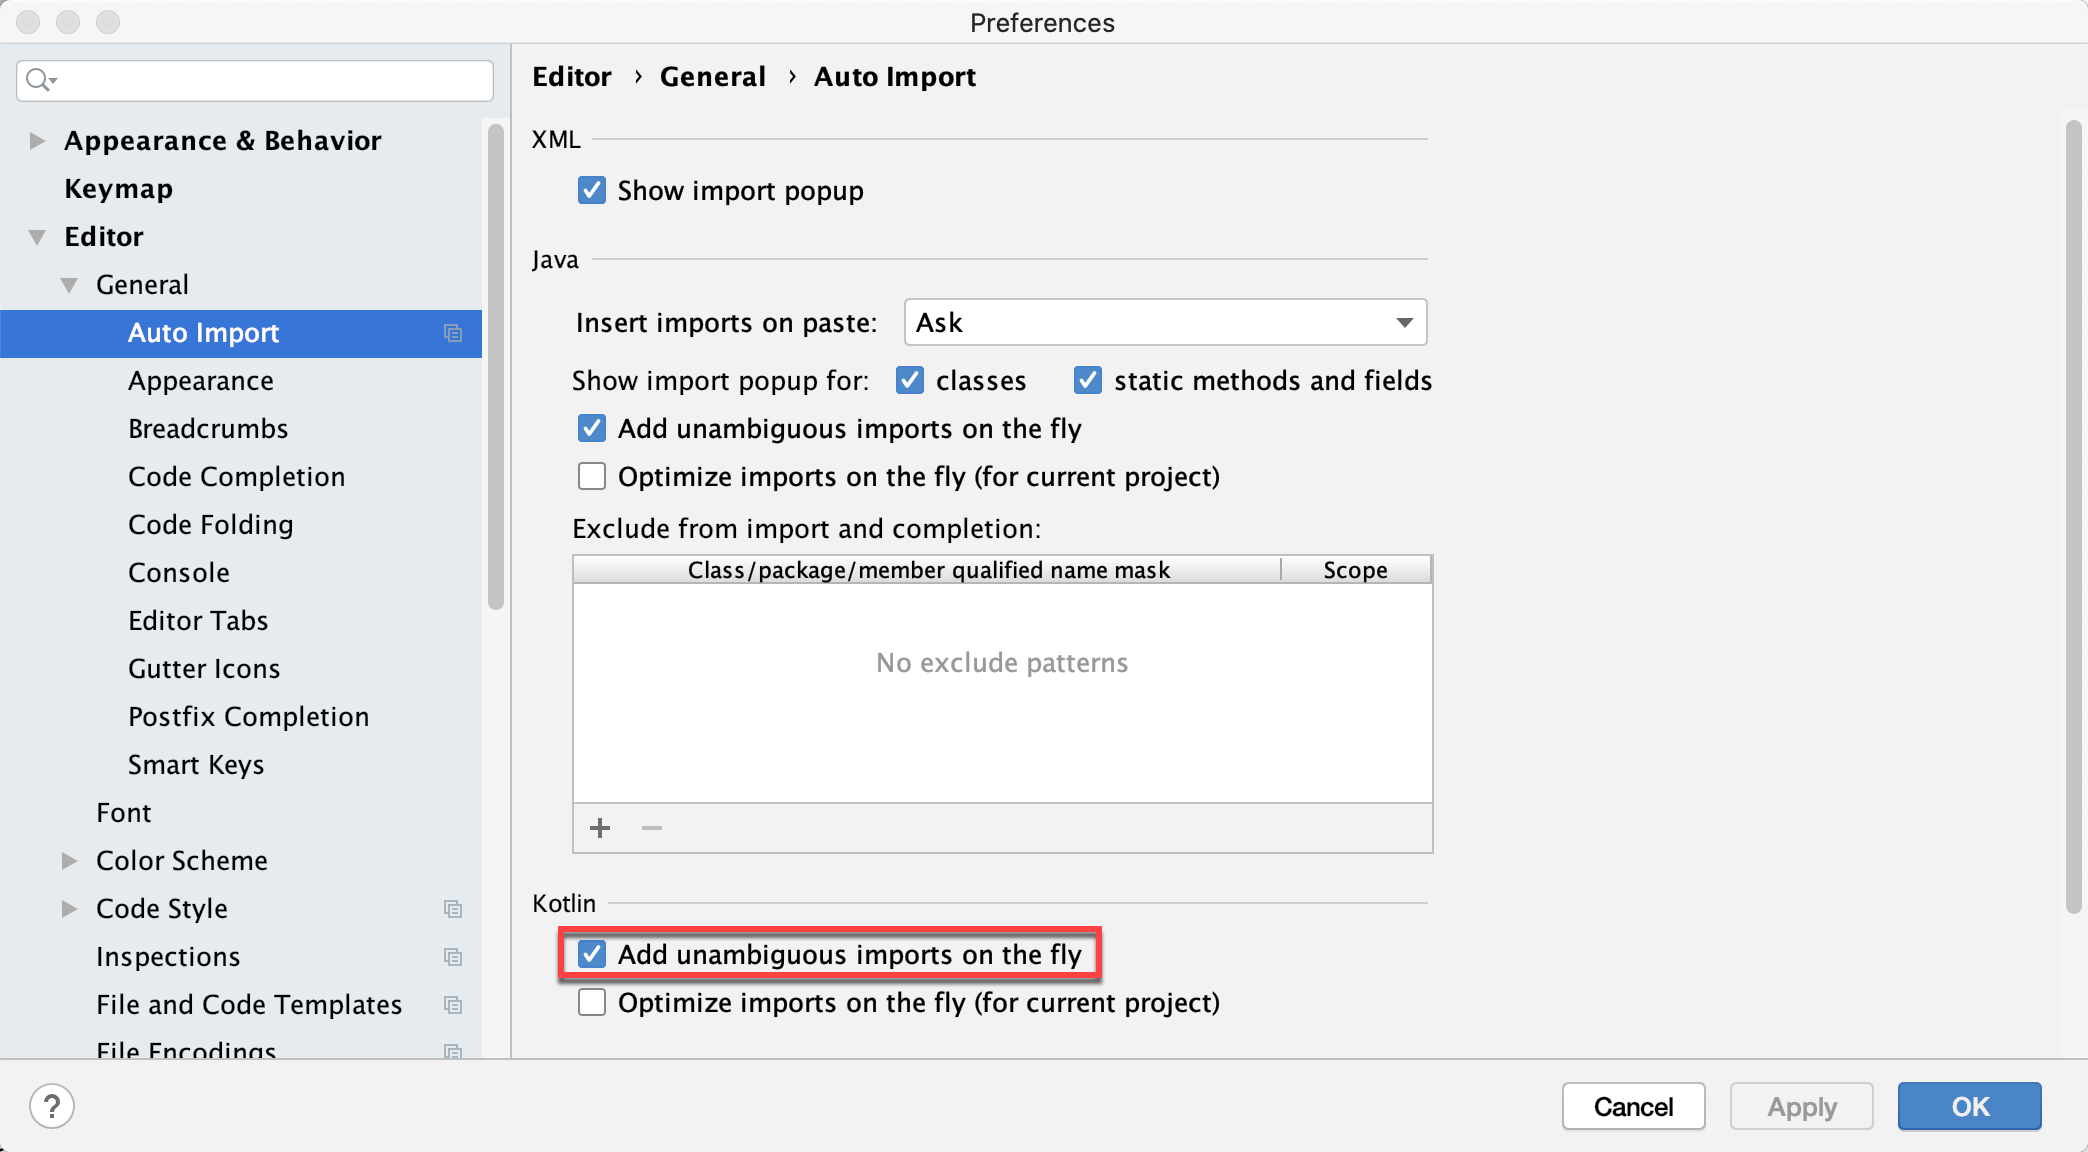 Preferences
Appearance & Behavior
Keymap
Editor
General
Auto Import
Appearance
Breadcrumbs
Code Completion
Code Folding
Console
Editor Tabs
Gutter Icons
Postfix Completion
Smart Keys
Font
Color Scheme
Code Style
Inspections
File and Code Templates
File Encodings
Editor › General › Auto Import
XML
Show import popup
Java
Insert imports on paste: Ask
Show import popup for: classes static methods and fields
Add unambiguous imports on the fly
Optimize imports on the fly (for current project)
Exclude from import and completion:
Class/package/member qualified name mask Scope
No exclude patterns
Kotlin
Add unambiguous imports on the fly
Optimize imports on the fly (for current project)
? Cancel Apply OK